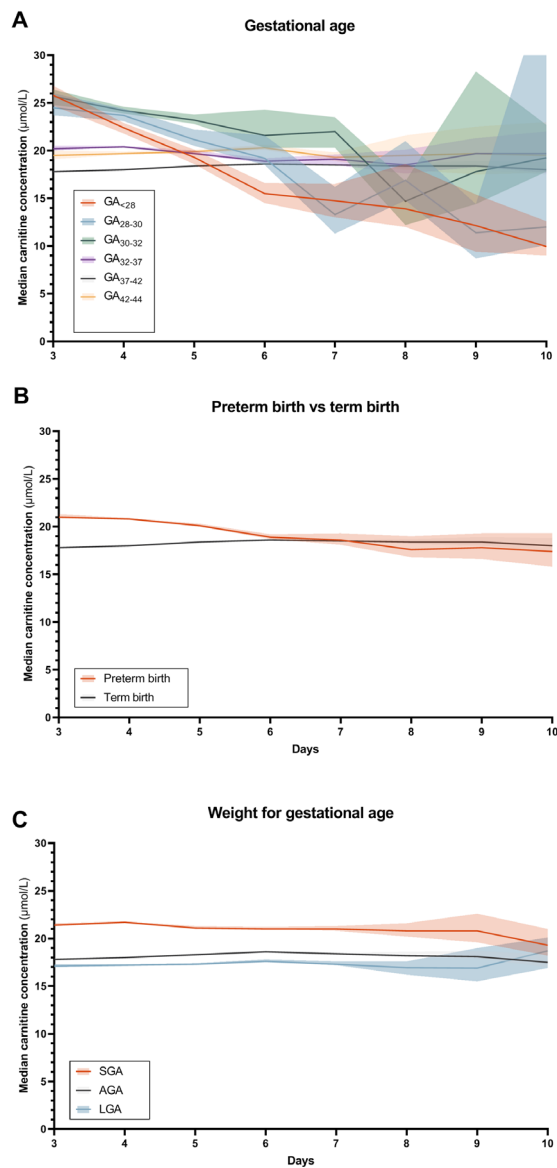 A
Gestational age
Median carnitine concentration (µmol/L)
30
25
20
15
10
5
0
GA<28
GA28-30
GA30-32
GA32-37
GA37-42
GA42-44
3 4 5 6 7 8 9 10
B
Preterm birth vs term birth
Median carnitine concentration (µmol/L)
30
25
20
15
10
5
0
Preterm birth
Term birth
3 4 5 6 7 8 9 10
Days
C
Weight for gestational age
Median carnitine concentration (µmol/L)
30
25
20
15
10
5
0
SGA
AGA
LGA
3 4 5 6 7 8 9 10
Days